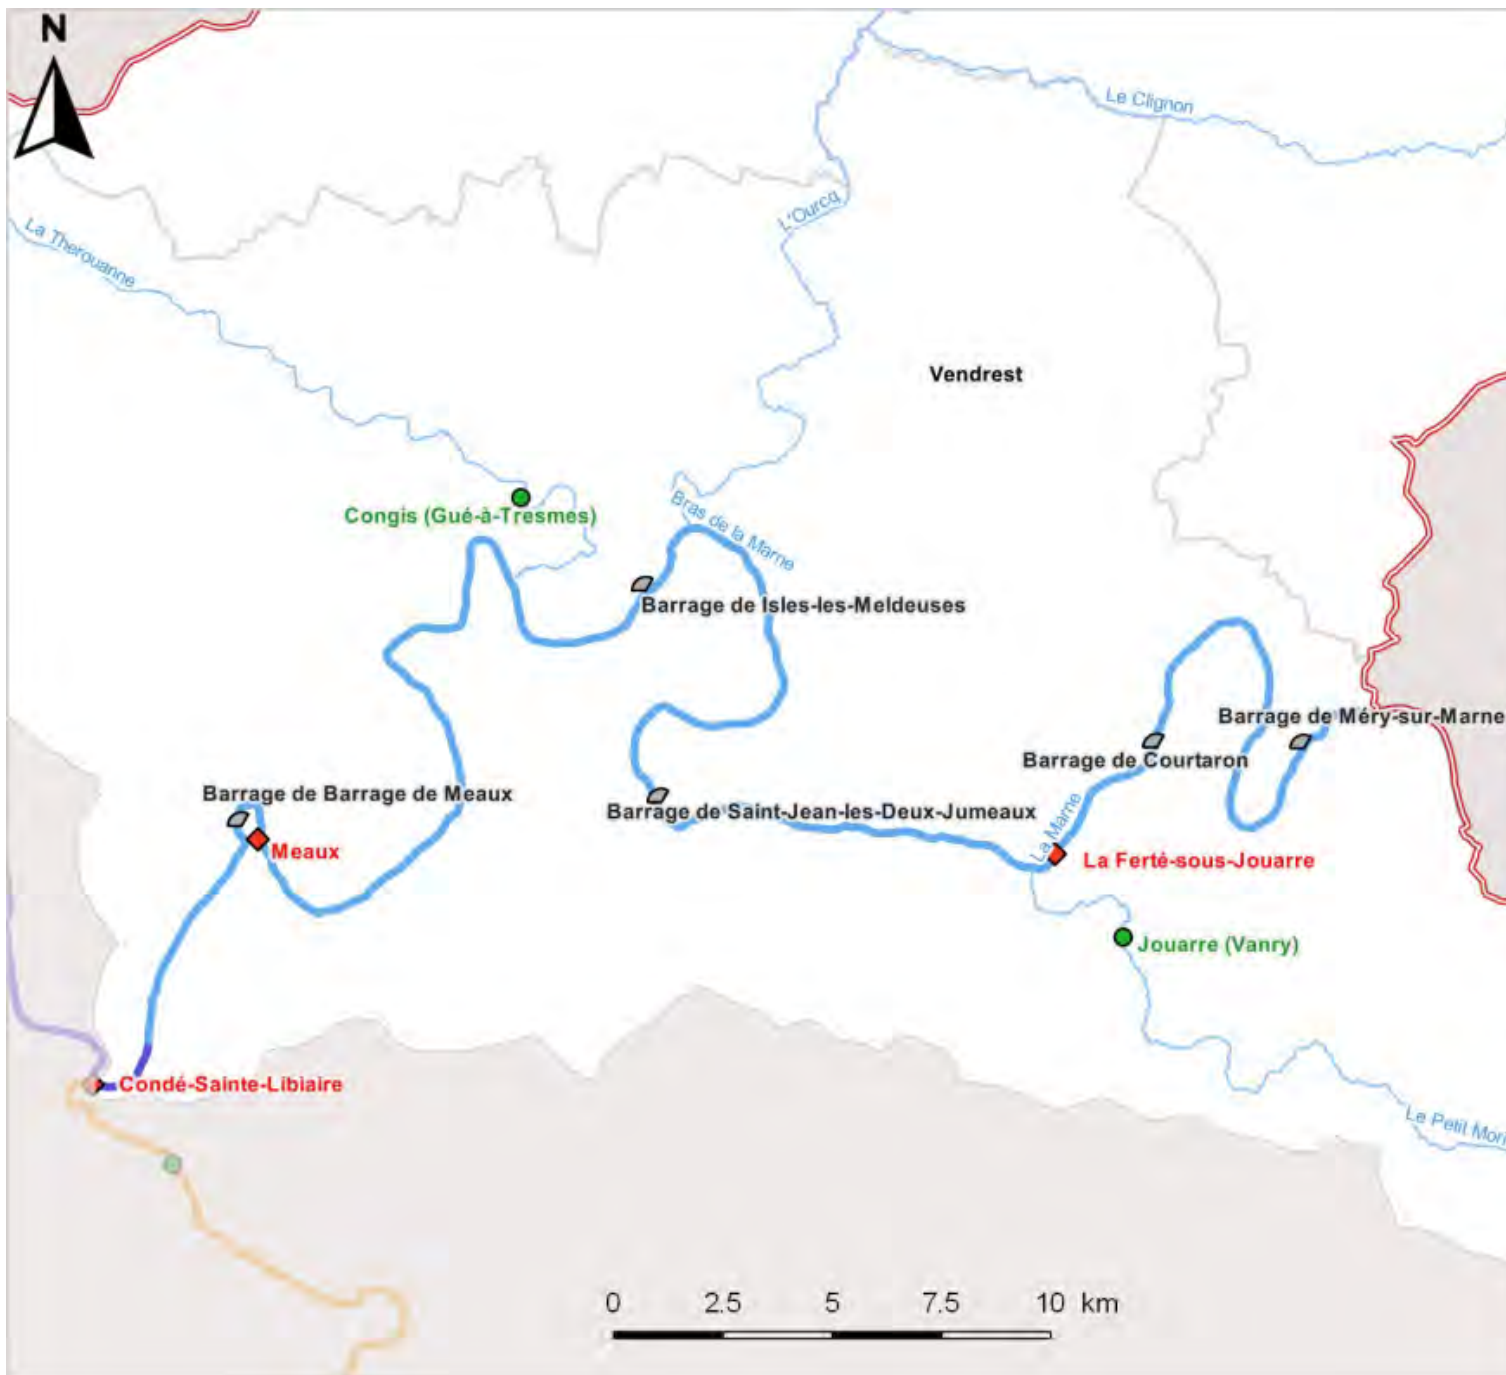 N
Le Clignon
L'Ourcq
La Therouanne
Vendrest
Congis (Gué-à-Tresmes)
Bras de la Marne
Barrage de Isles-les-Meldeuses
Barrage de Méry-sur-Marne
Barrage de Courtaron
Barrage de Barrage de Meaux
Barrage de Saint-Jean-les-Deux-Jumeaux
La Marne
Meaux
La Ferté-sous-Jouarre
Jouarre (Vanry)
Condé-Sainte-Libiaire
Le Petit Mori
0 2.5 5 7.5 10 km